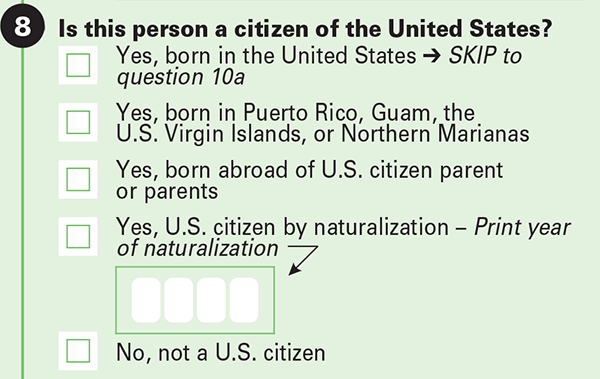 8 Is this person a citizen of the United States?
Yes, born in the United States ➔ SKIP to
question 10a
Yes, born in Puerto Rico, Guam, the
U.S. Virgin Islands, or Northern Marianas
Yes, born abroad of U.S. citizen parent
or parents
Yes, U.S. citizen by naturalization – Print year
of naturalization
No, not a U.S. citizen